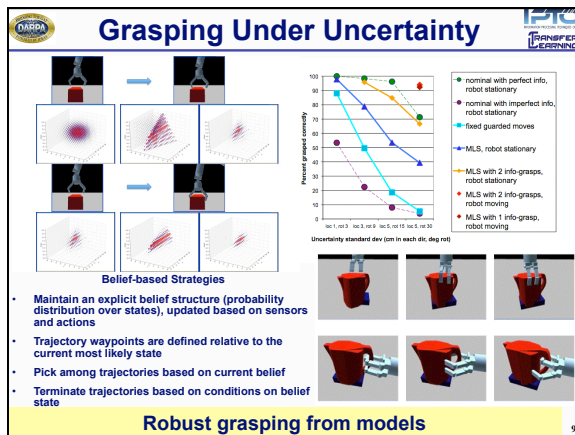 DARPA
Grasping Under Uncertainty
IPTO
TRANSFER
LEARNING
Percent grasped correctly
100
90
80
70
60
50
40
30
20
10
0
loc 1, rot 3
loc 3, rot 9
loc 5, rot 15
loc 5, rot 30
Uncertainty standard dev (cm in each dir, deg rot)
nominal with perfect info,
robot stationary
nominal with imperfect info,
robot stationary
fixed guarded moves
MLS, robot stationary
MLS with 2 info-grasps,
robot stationary
MLS with 2 info-grasps,
robot moving
MLS with 1 info-grasp,
robot moving
Belief-based Strategies
• Maintain an explicit belief structure (probability
distribution over states), updated based on sensors
and actions
• Trajectory waypoints are defined relative to the
current most likely state
• Pick among trajectories based on current belief
• Terminate trajectories based on conditions on belief
state
Robust grasping from models